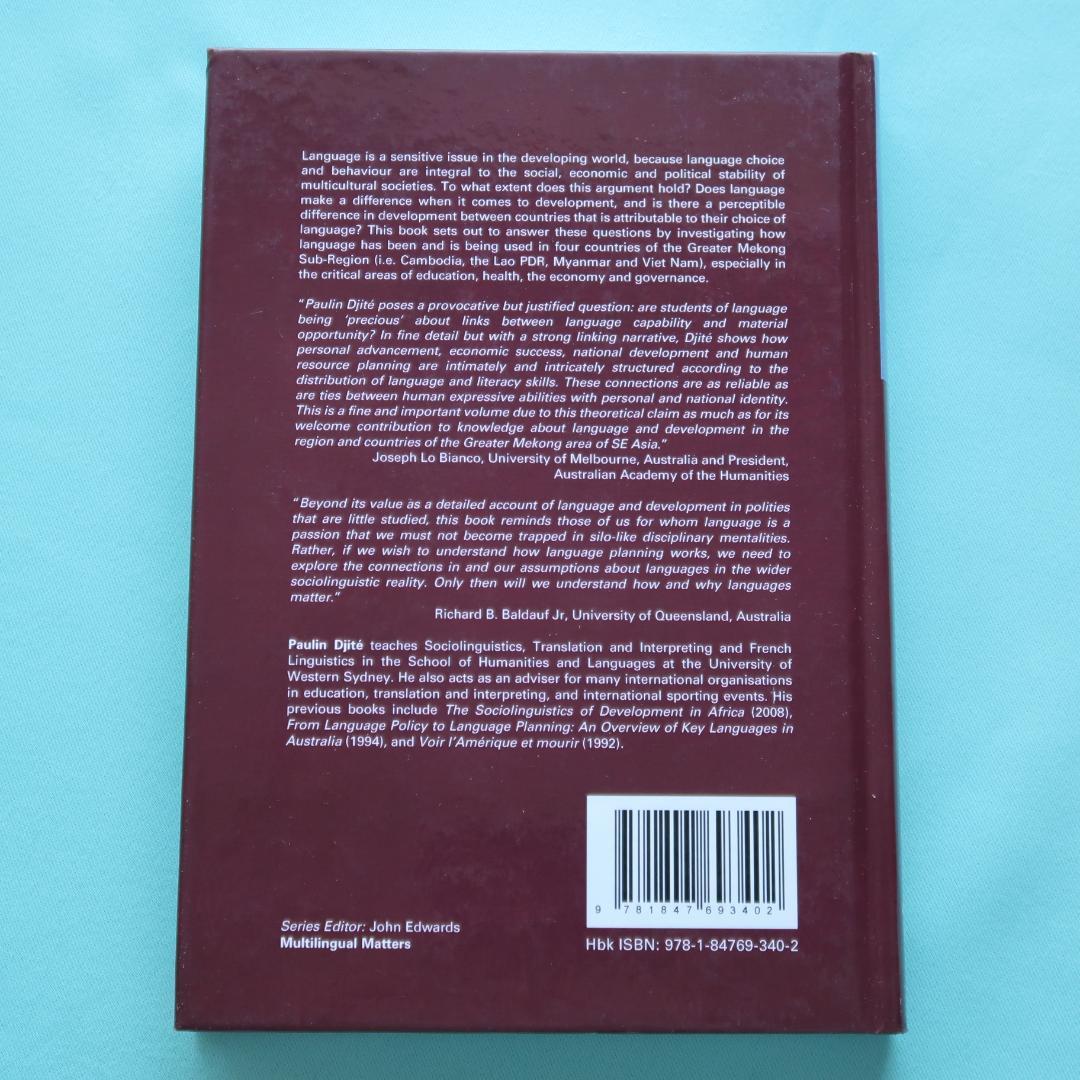 Language is a sensitive issue in the developing world, because language choice
and behaviour are integral to the social, economic and political stability of
multicultural societies. To what extent does this argument hold? Does language
make a difference when it comes to development, and is there a perceptible
difference in development between countries that is attributable to their choice of
language? This book sets out to answer these questions by investigating how
language has been and is being used in four countries of the Greater Mekong
Sub-Region (i.e. Cambodia, the Lao PDR, Myanmar and Viet Nam), especially in
the critical areas of education, health, the economy and governance.
“Paulin Djité poses a provocative but justified question: are students of language
being ‘precious’ about links between language capability and material
opportunity? In fine detail but with a strong linking narrative, Djité shows how
personal advancement, economic success, national development and human
resource planning are intimately and intricately structured according to the
distribution of language and literacy skills. These connections are as reliable as
are ties between human expressive abilities with personal and national identity.
This is a fine and important volume due to this theoretical claim as much as for its
welcome contribution to knowledge about language and development in the
region and countries of the Greater Mekong area of SE Asia.”
Joseph Lo Bianco, University of Melbourne, Australia and President,
Australian Academy of the Humanities
“Beyond its value as a detailed account of language and development in polities
that are little studied, this book reminds those of us for whom language is a
passion that we must not become trapped in silo-like disciplinary mentalities.
Rather, if we wish to understand how language planning works, we need to
explore the connections in and our assumptions about languages in the wider
sociolinguistic reality. Only then will we understand how and why languages
matter.”
Richard B. Baldauf Jr, University of Queensland, Australia
Paulin Djité teaches Sociolinguistics, Translation and Interpreting and French
Linguistics in the School of Humanities and Languages at the University of
Western Sydney. He also acts as an adviser for many international organisations
in education, translation and interpreting, and international sporting events. His
previous books include The Sociolinguistics of Development in Africa (2008),
From Language Policy to Language Planning: An Overview of Key Languages in
Australia (1994), and Voir l’Amérique et mourir (1992).
9 781847 693402
Series Editor: John Edwards
Multilingual Matters
Hbk ISBN: 978-1-84769-340-2